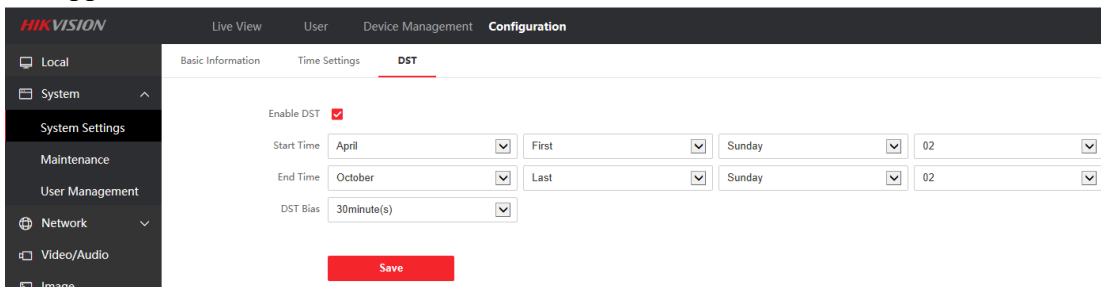 HIKVISION Live View User Device Management Configuration
Local Basic Information Time Settings DST
System
Enable DST
System Settings
Start Time April First Sunday 02
Maintenance
End Time October Last Sunday 02
User Management
DST Bias 30minute(s)
Network
Video/Audio
Save
Image